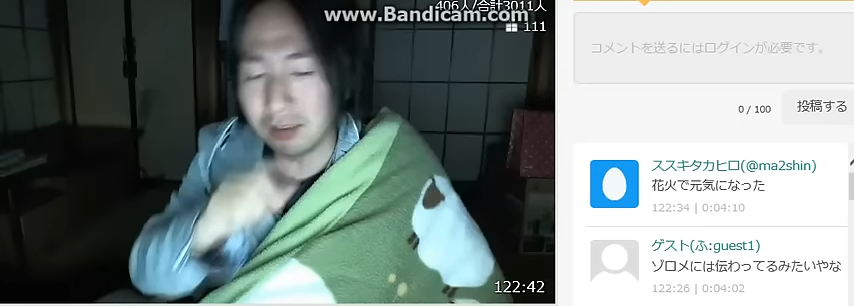 406人/合計3011人
www.Bandicam.com
111
122:42
コメントを送るにはログインが必要です。
0 / 100
投稿する
ススキタカヒロ(@ma2shin)
花火で元気になった
122:34 | 0:04:10
ゲスト(ふ:guest1)
ゾロメには伝わってるみたいやな
122:26 | 0:04:02